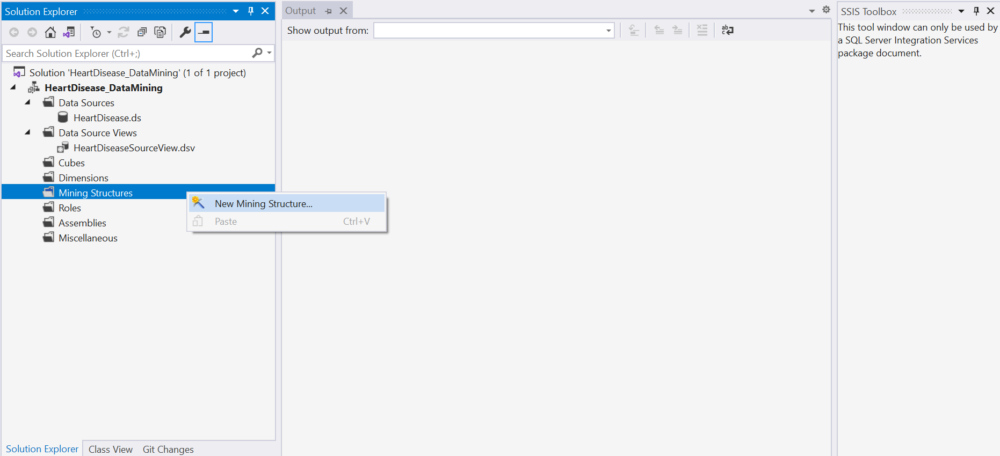 Solution Explorer
Search Solution Explorer (Ctrl+;)
Solution 'HeartDisease_DataMining' (1 of 1 project)
HeartDisease_DataMining
Data Sources
HeartDisease.ds
Data Source Views
HeartDiseaseSourceView.dsv
Cubes
Dimensions
Mining Structures
Roles
Assemblies
Miscellaneous
New Mining Structure...
Paste Ctrl+V
Solution Explorer Class View Git Changes
Output
Show output from:
ab
c
SSIS Toolbox
This tool window can only be used by
a SQL Server Integration Services
package document.